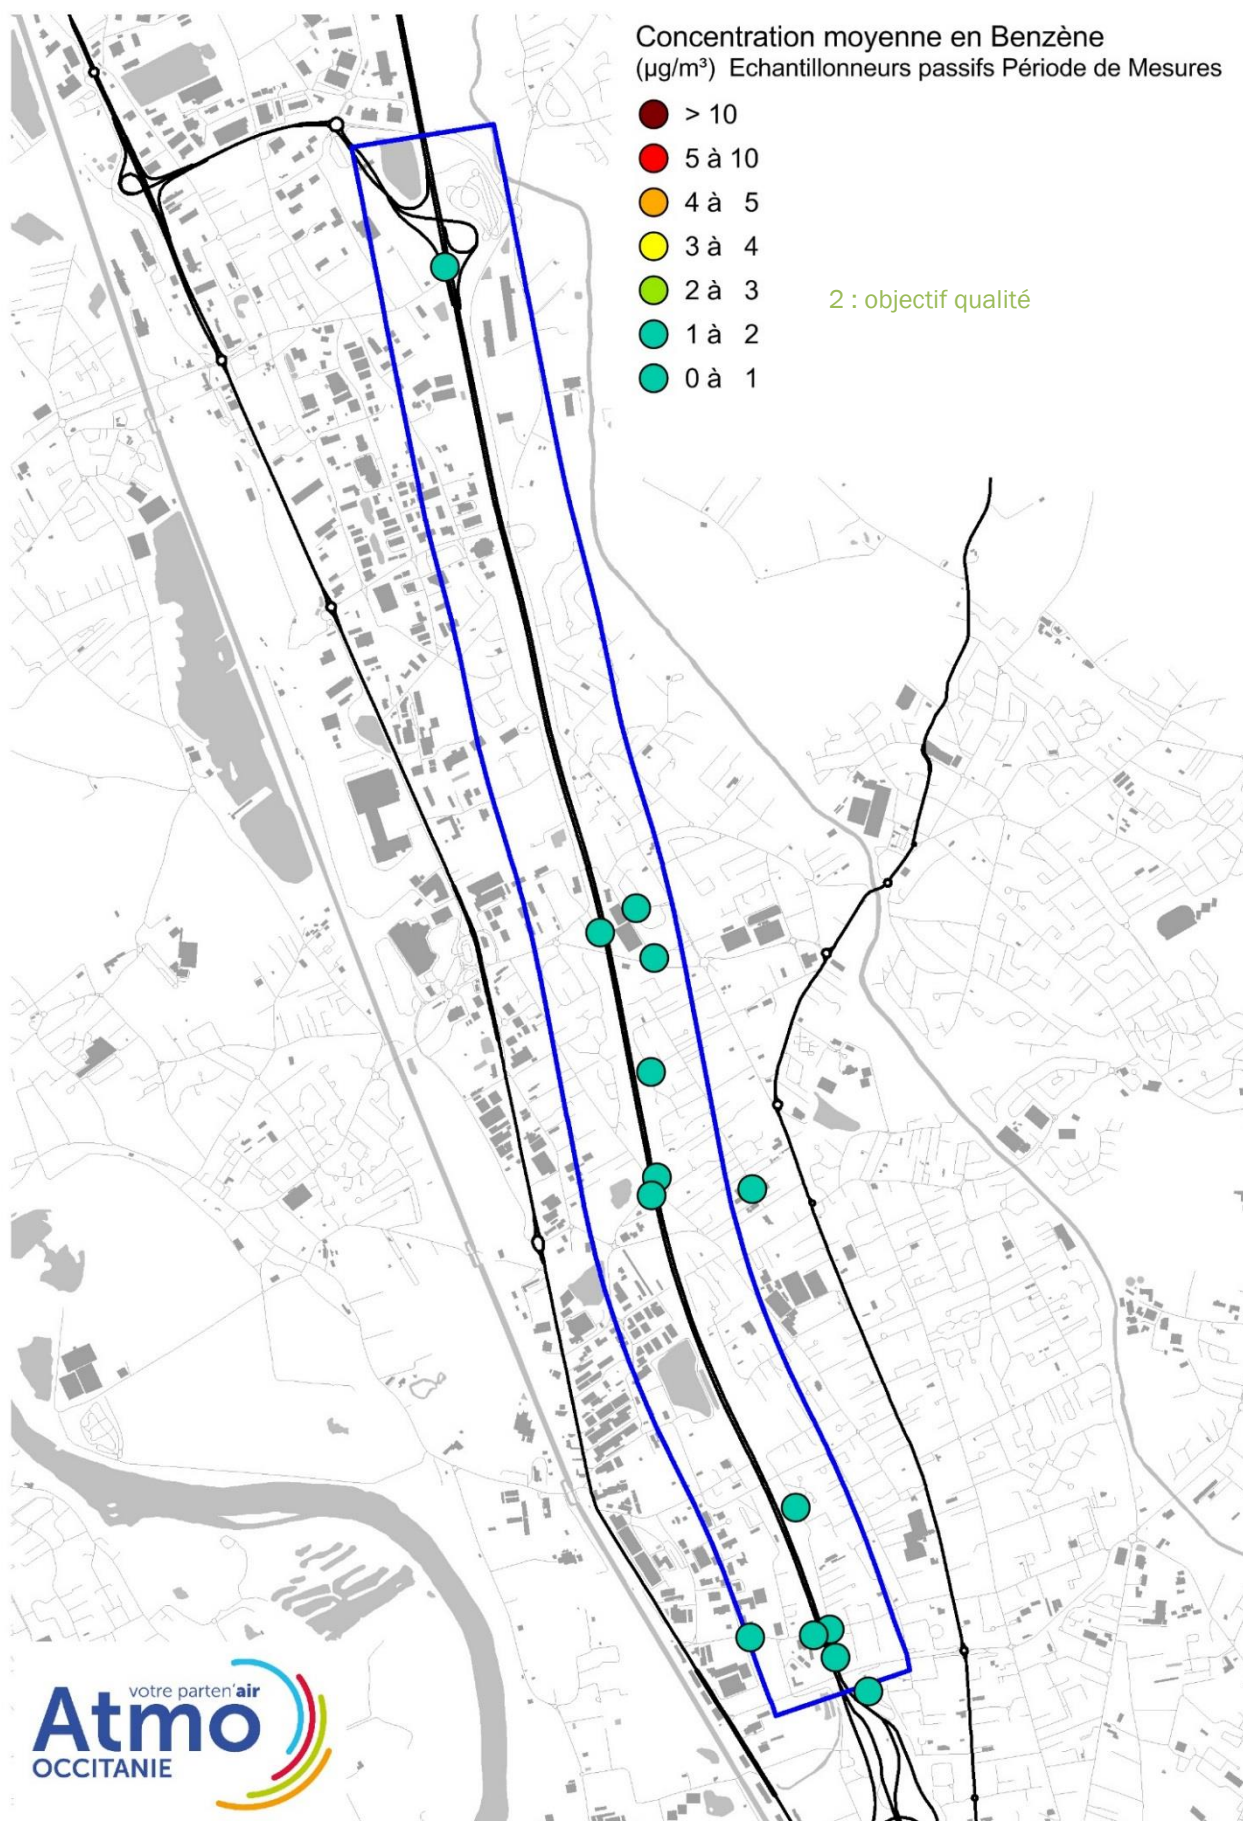 Concentration moyenne en Benzène
(µg/m³) Echantillonneurs passifs Période de Mesures
> 10
5 à 10
4 à 5
3 à 4
2 à 3
2 : objectif qualité
1 à 2
0 à 1
votre parten'air
Atmo
OCCITANIE